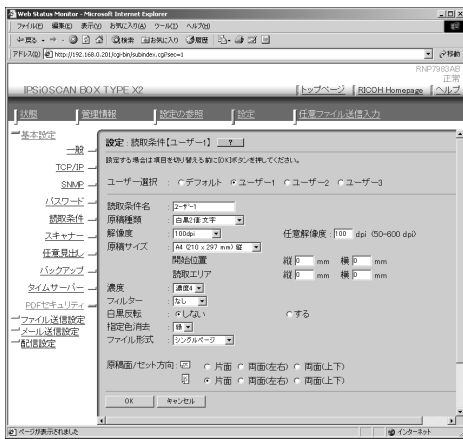 Web Status Monitor - Microsoft Internet Explorer
ファイル(F) 編集(E) 表示(V) お気に入り(A) ツール(T) ヘルプ(H)
戻る 検索 お気に入り 履歴
アドレス(D) http://192.168.0.201/cgi-bin/subindex.cgi?sec=1 移動
RNP7983AB
正常
IPSiOSCAN BOX TYPE X2
[トップページ [RICOH Homepage [ヘルプ
[状態 [管理情報 [設定の参照 [設定 [任意ファイル送信入力
基本設定
一般
TCP/IP
SNMP
パスワード
読取条件
スキャナー
任意見出し
バックアップ
タイムサーバー
PDFセキュリティ
ファイル送信設定
メール送信設定
配信設定
設定 : 読取条件【ユーザー1】 ?
設定する場合は項目を切り替える前に[OK]ボタンを押してください。
ユーザー選択 : デフォルト ユーザー1 ユーザー2 ユーザー3
読取条件名 : ユーザー1
原稿種類 : 白黒2値:文字
解像度 : 100dpi 任意解像度 : 100 dpi (50-600 dpi)
原稿サイズ : A4 (210 x 297 mm) 縦
開始位置 縦 0 mm 横 0 mm
読取エリア 縦 0 mm 横 0 mm
濃度 : 濃度4
フィルター : なし
白黒反転 : しない する
指定色消去 : 緑
ファイル形式 : シングルページ
原稿面/セット方向 : 片面 両面(左右) 両面(上下)
片面 両面(左右) 両面(上下)
OK キャンセル
ページが表示されました インターネット